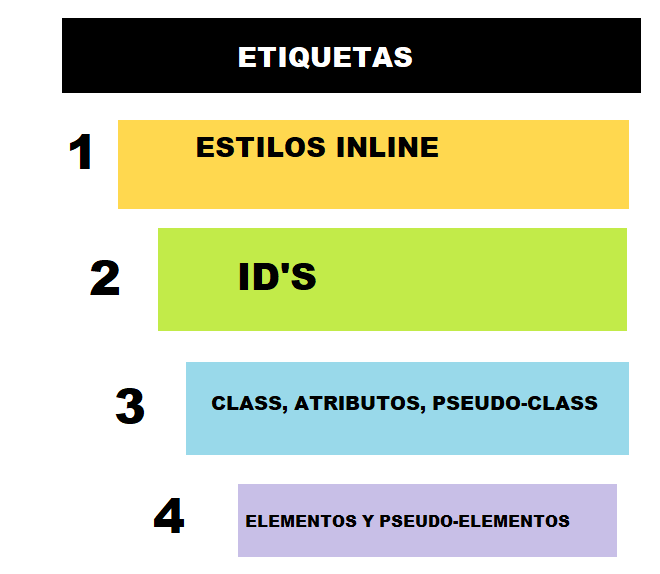 ETIQUETAS
1 ESTILOS INLINE
2 ID'S
3 CLASS, ATRIBUTOS, PSEUDO-CLASS
4 ELEMENTOS Y PSEUDO-ELEMENTOS